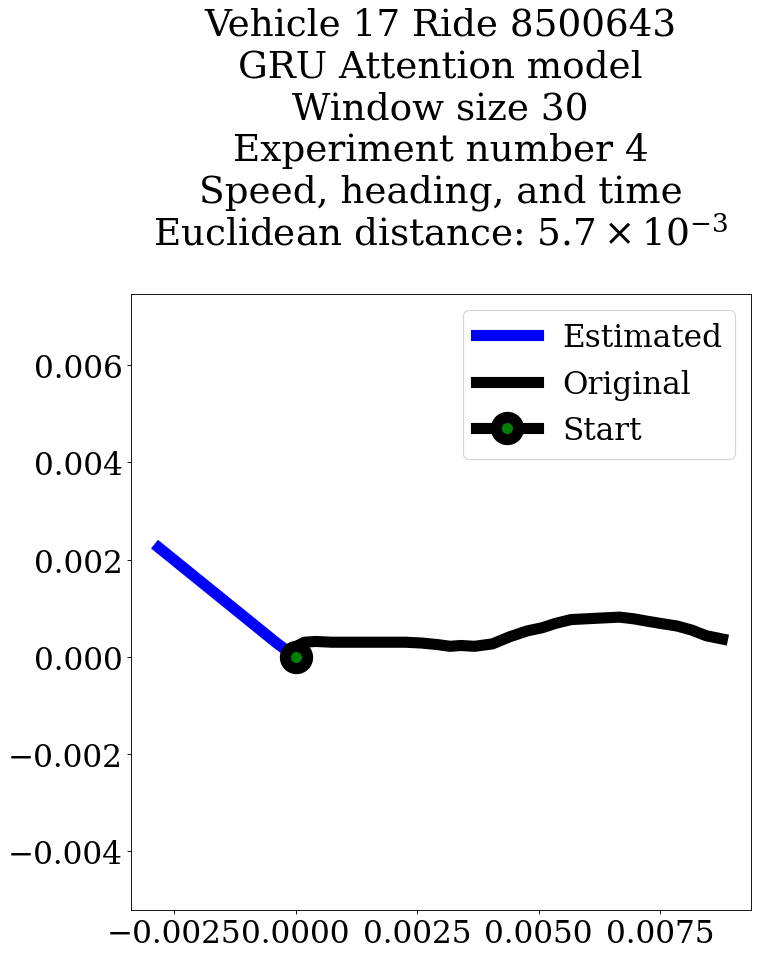 Vehicle 17 Ride 8500643
GRU Attention model
Window size 30
Experiment number 4
Speed, heading, and time
Euclidean distance: 5.7 × 10⁻³
Estimated
Original
Start
0.006
0.004
0.002
0.000
−0.002
−0.004
−0.0025 0.0000 0.0025 0.0050 0.0075